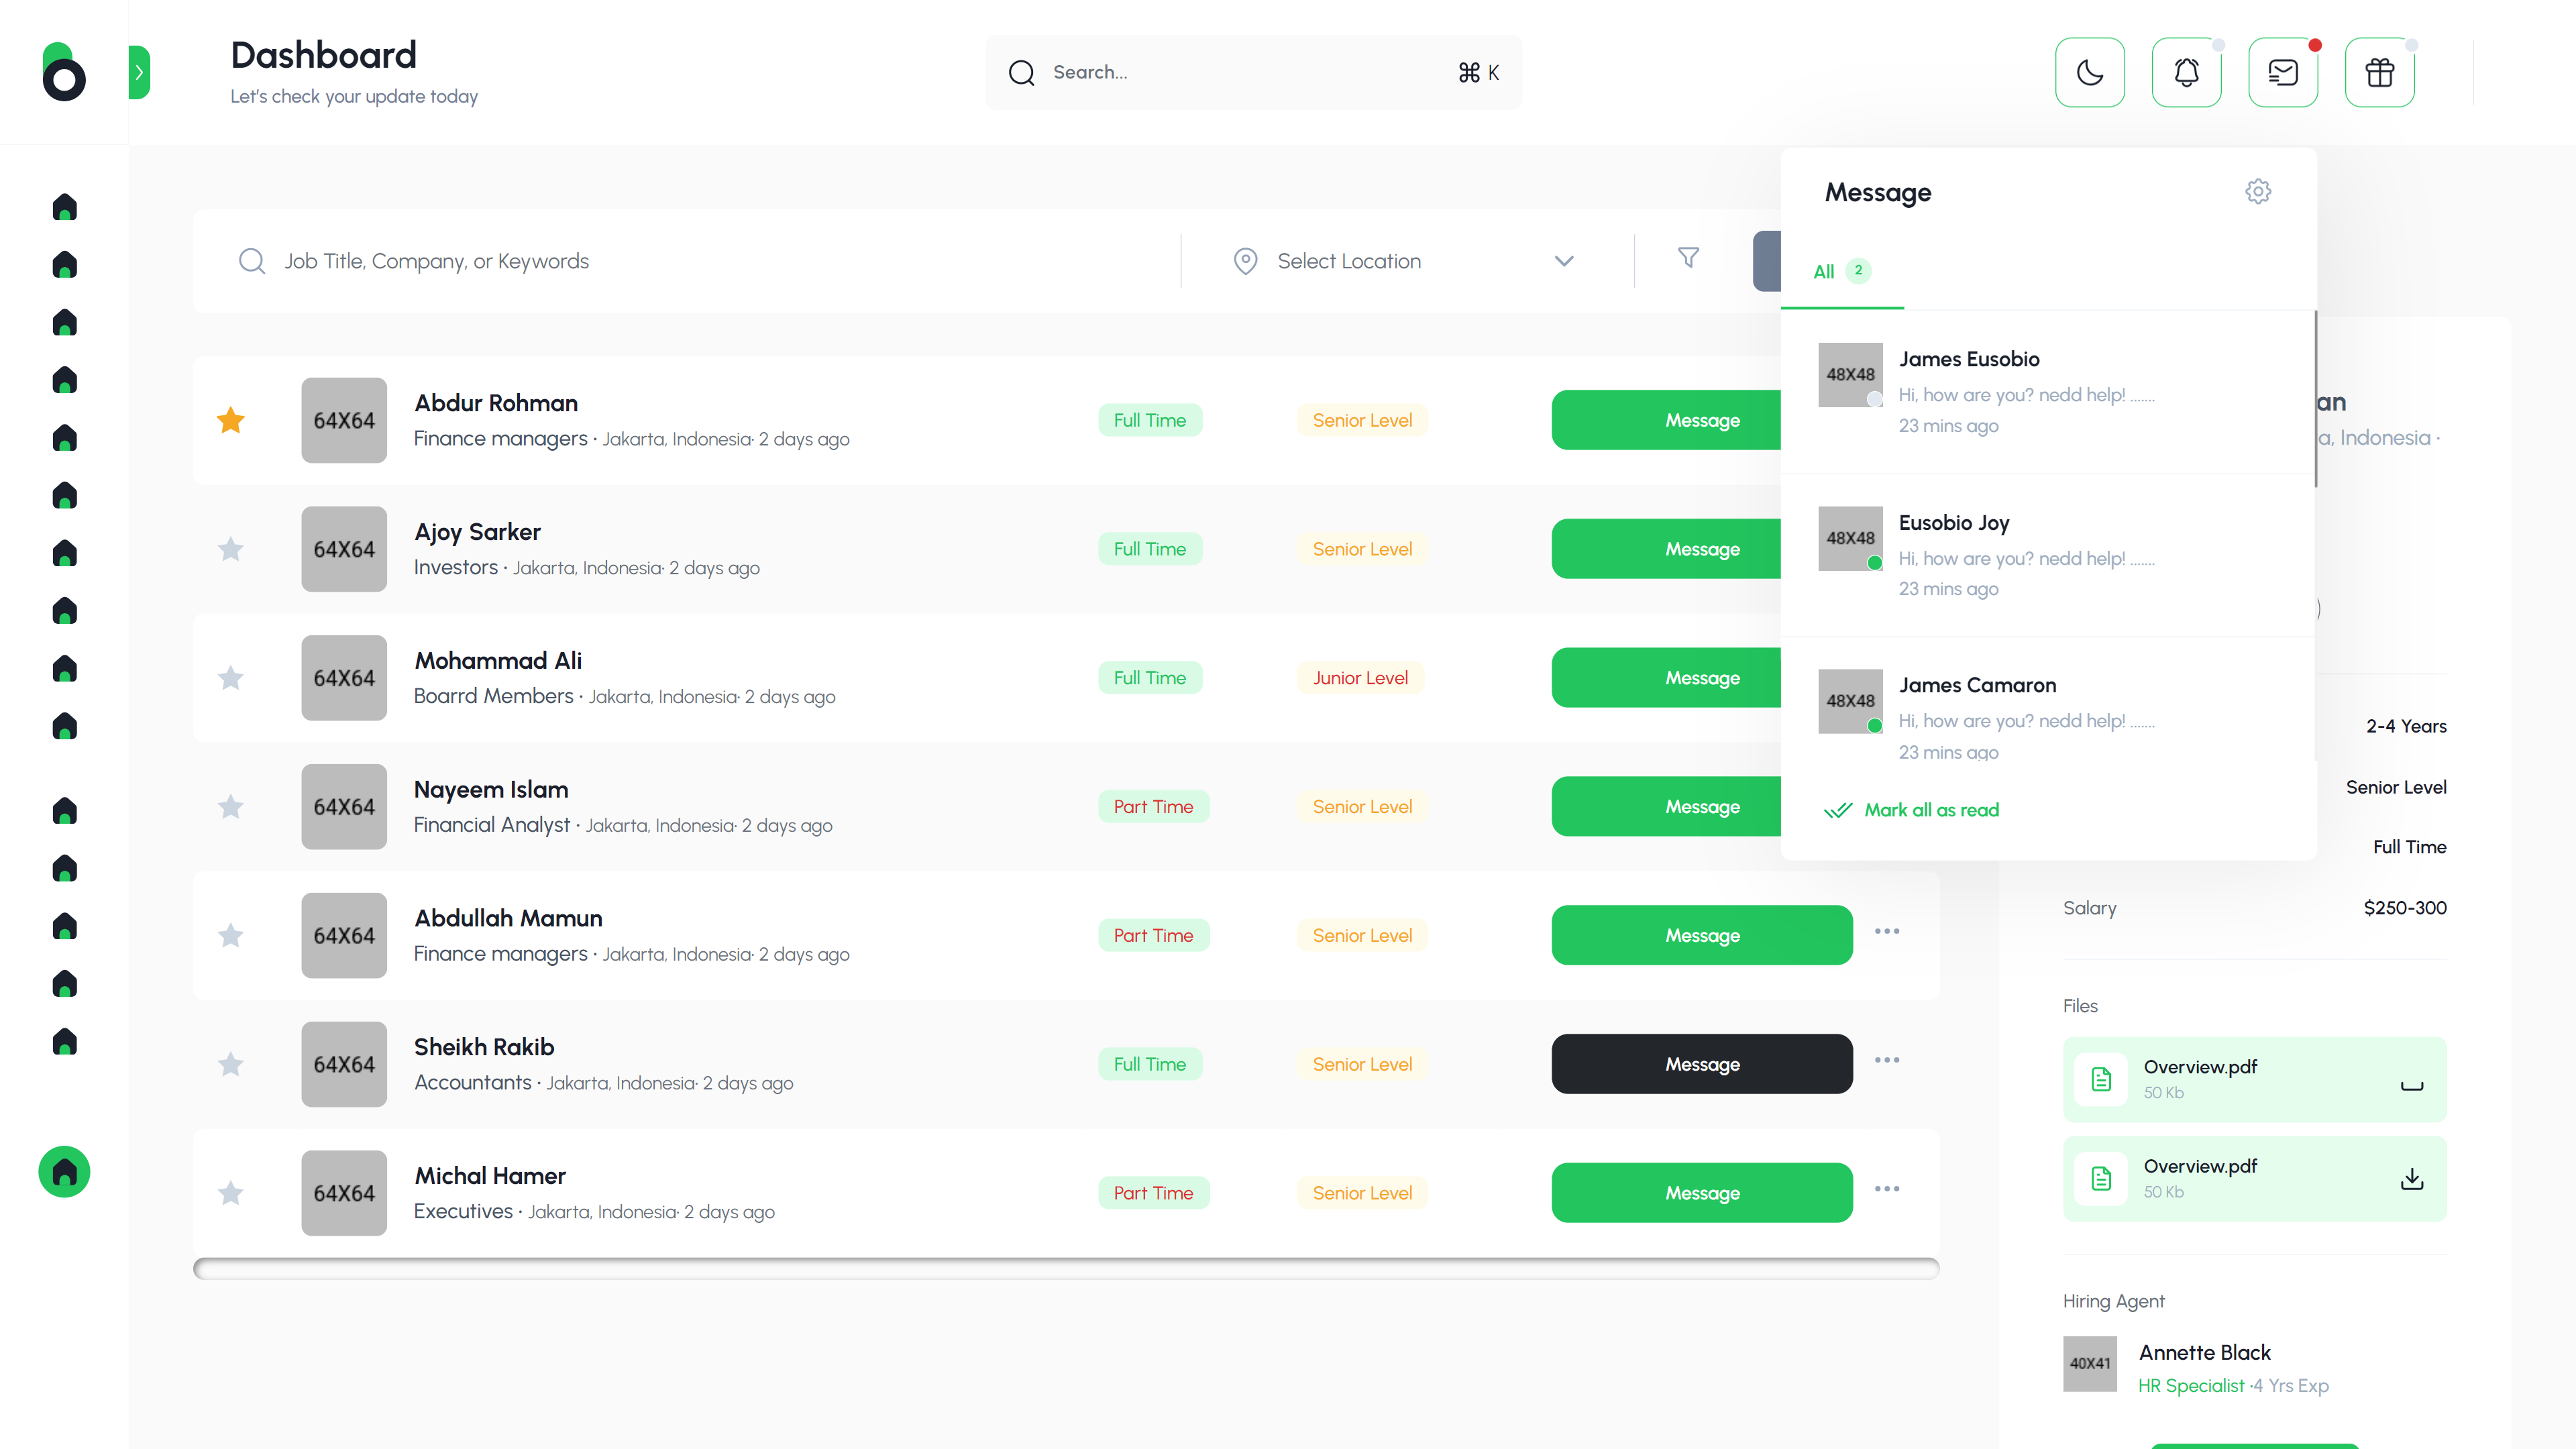 Dashboard
Let's check your update today
Search...
⌘ K
Message
All 2
James Eusobio
Hi, how are you? nedd help! .......
23 mins ago
Eusobio Joy
Hi, how are you? nedd help! .......
23 mins ago
James Camaron
Hi, how are you? nedd help! .......
23 mins ago
Mark all as read
Job Title, Company, or Keywords
Select Location
64X64
Abdur Rohman
Finance managers · Jakarta, Indonesia· 2 days ago
Full Time
Senior Level
Message
64X64
Ajoy Sarker
Investors · Jakarta, Indonesia· 2 days ago
Full Time
Senior Level
Message
64X64
Mohammad Ali
Boarrd Members · Jakarta, Indonesia· 2 days ago
Full Time
Junior Level
Message
64X64
Nayeem Islam
Financial Analyst · Jakarta, Indonesia· 2 days ago
Part Time
Senior Level
Message
64X64
Abdullah Mamun
Finance managers · Jakarta, Indonesia· 2 days ago
Part Time
Senior Level
Message
64X64
Sheikh Rakib
Accountants · Jakarta, Indonesia· 2 days ago
Full Time
Senior Level
Message
64X64
Michal Hamer
Executives · Jakarta, Indonesia· 2 days ago
Part Time
Senior Level
Message
48X48
48X48
48X48
an
a, Indonesia ·
)
2-4 Years
Senior Level
Full Time
Salary
$250-300
Files
Overview.pdf
50 Kb
Overview.pdf
50 Kb
Hiring Agent
40X41
Annette Black
HR Specialist ·4 Yrs Exp